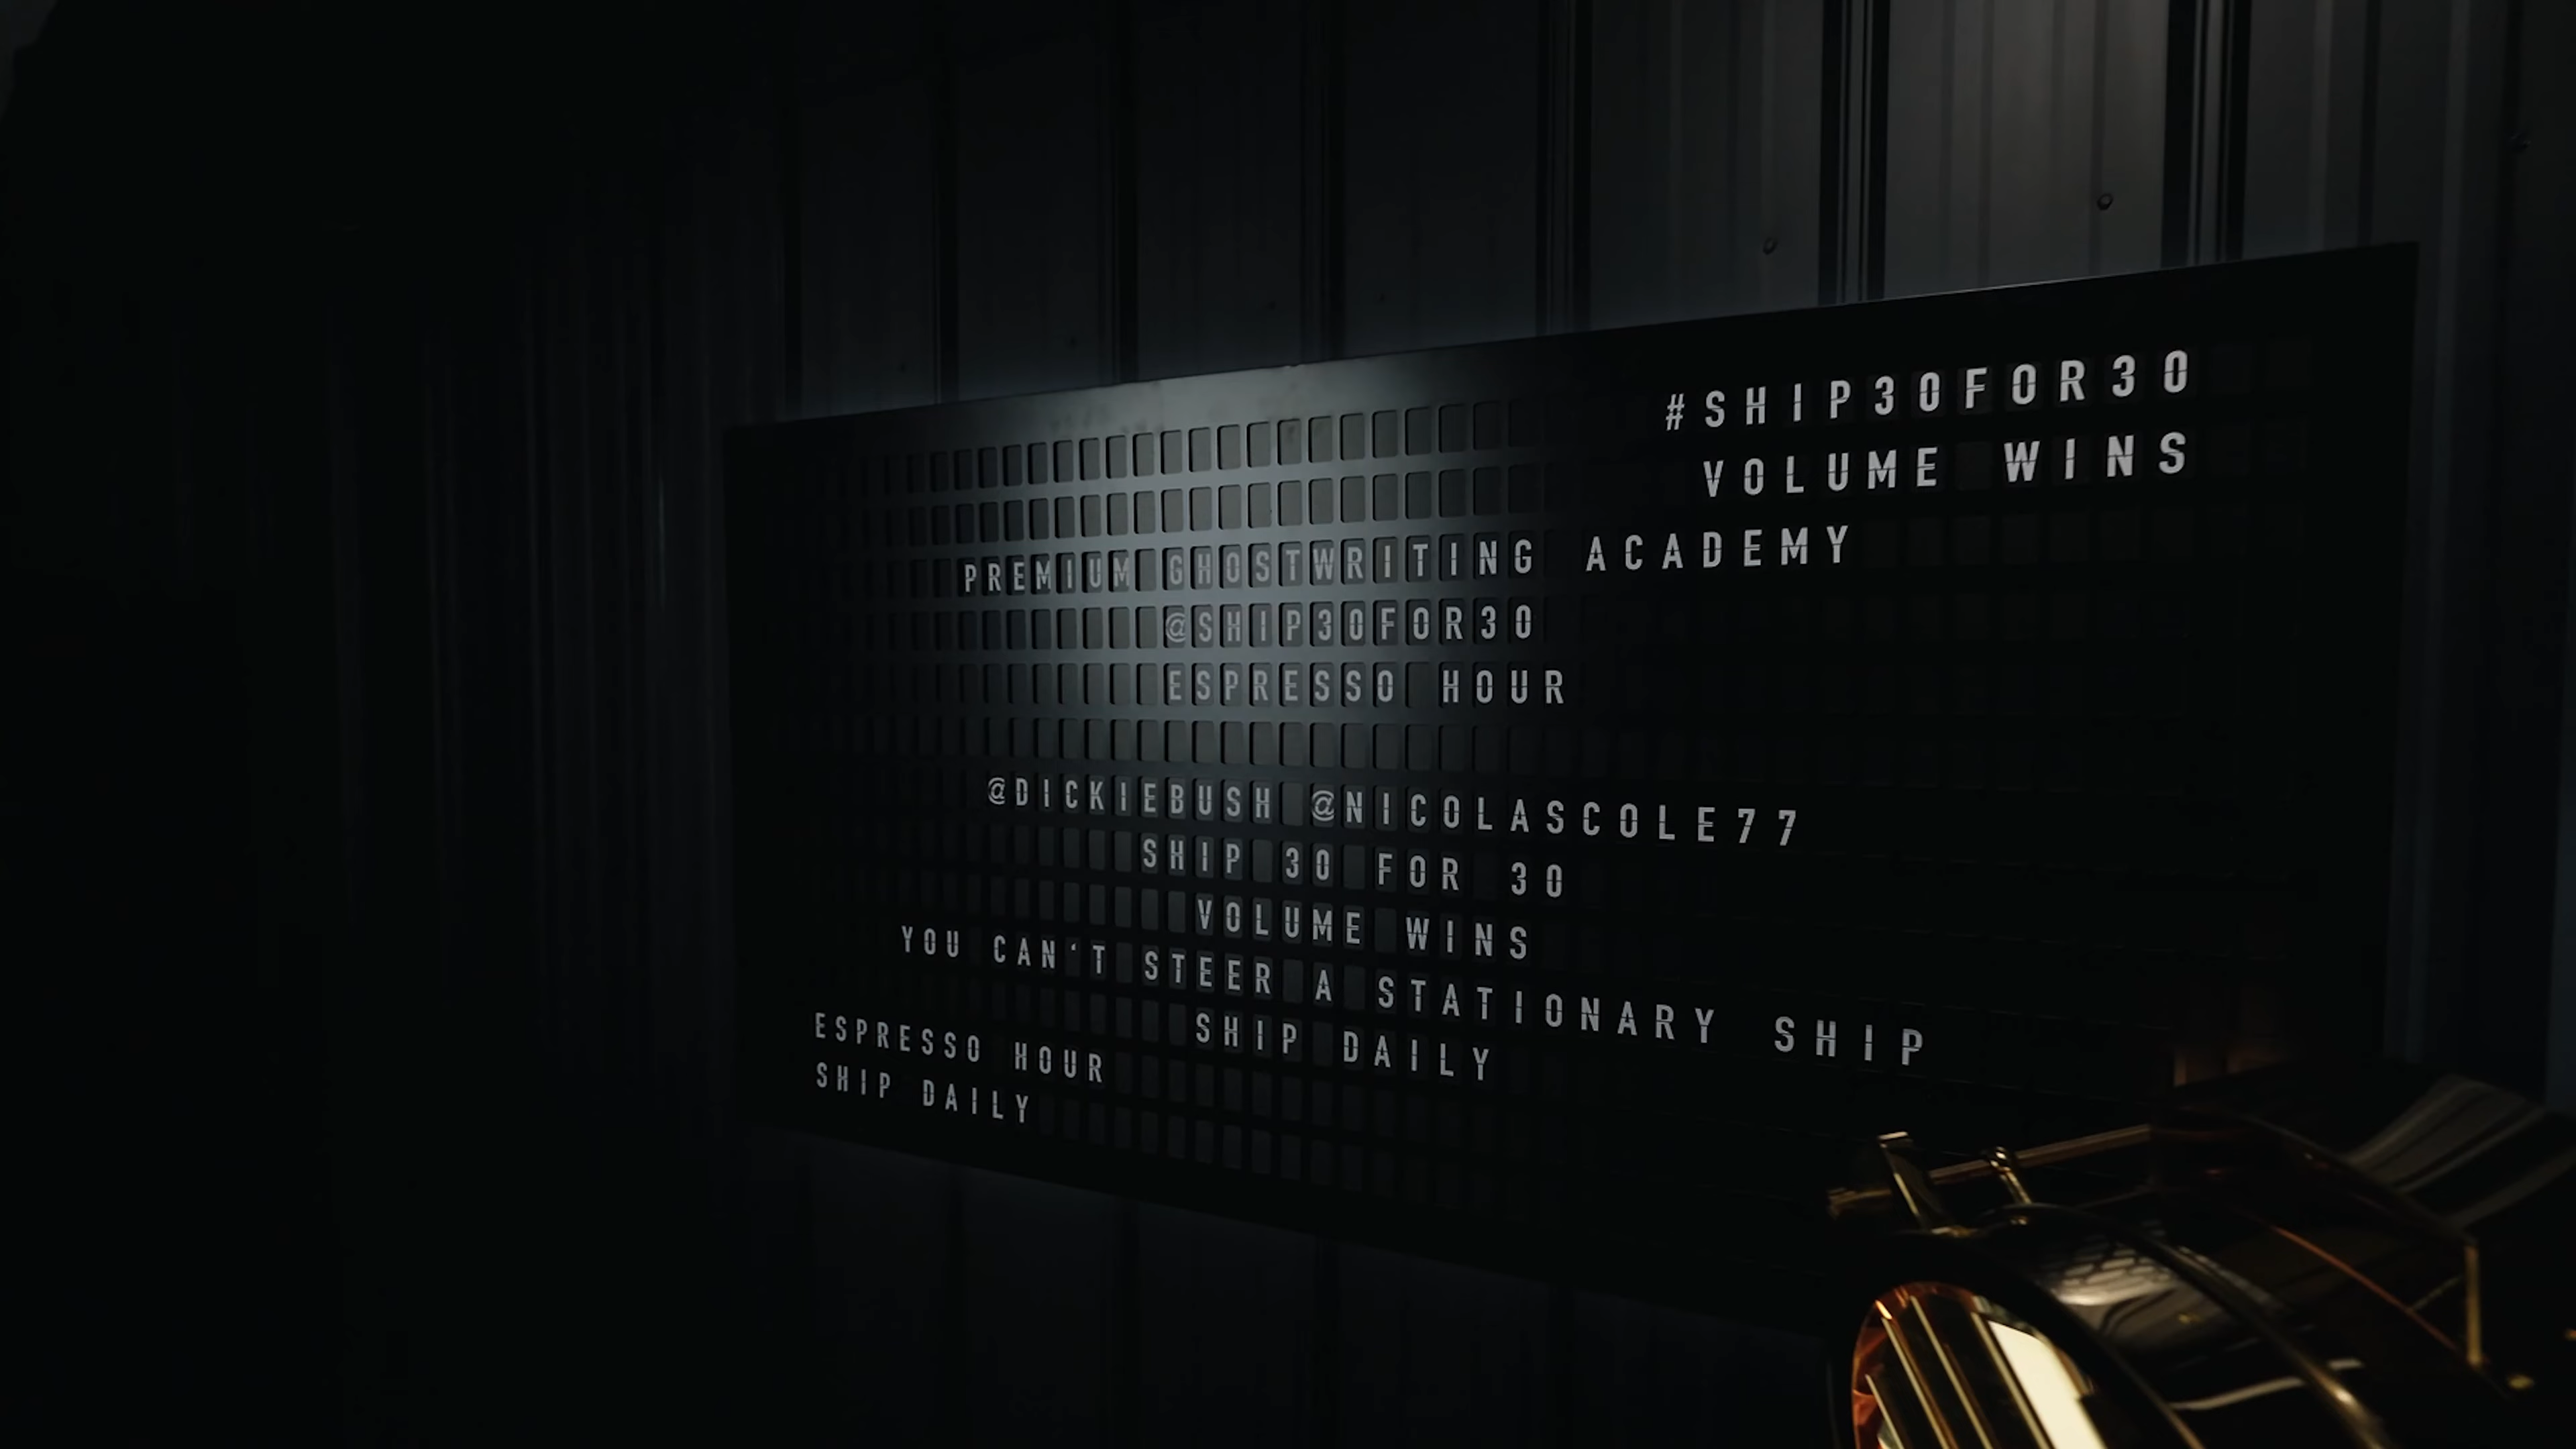 #SHIP30FOR30
VOLUME WINS
PREMIUM GHOSTWRITING ACADEMY
@SHIP30FOR30
ESPRESSO HOUR
@DICKIEBUSH @NICOLASCOLE77
SHIP 30 FOR 30
VOLUME WINS
YOU CAN'T STEER A STATIONARY SHIP
SHIP DAILY
ESPRESSO HOUR
SHIP DAILY